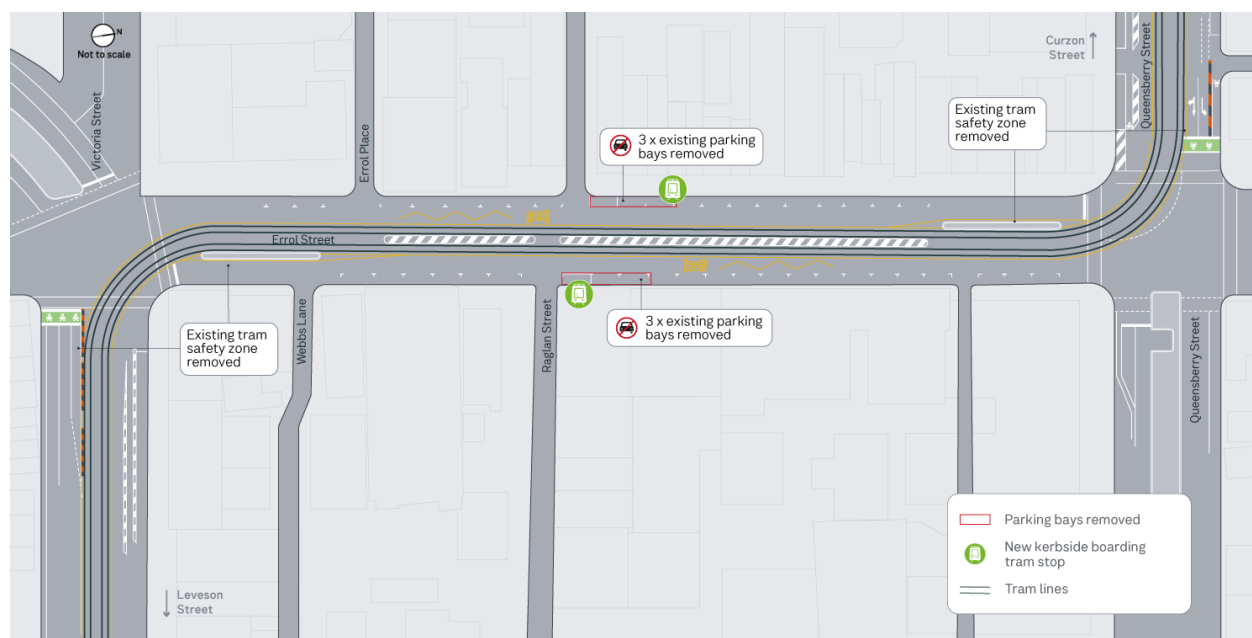 N
Not to scale
Victoria Street
Errol Place
3 x existing parking
bays removed
Curzon
Street
Queensberry Street
Existing tram
safety zone
removed
Errol Street
Existing tram
safety zone
removed
Webbs Lane
Raglan Street
3 x existing parking
bays removed
Queensberry Street
Leveson
Street
Parking bays removed
New kerbside boarding
tram stop
Tram lines